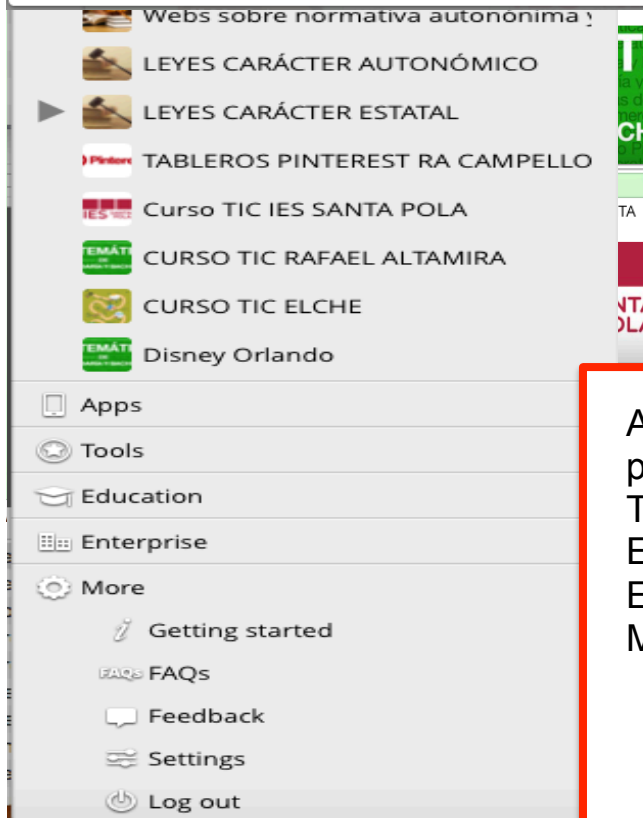 Webs sobre normativa autonónima y
LEYES CARÁCTER AUTONÓMICO
LEYES CARÁCTER ESTATAL
TABLEROS PINTEREST RA CAMPELLO
Curso TIC IES SANTA POLA
CURSO TIC RAFAEL ALTAMIRA
CURSO TIC ELCHE
Disney Orlando
Apps
Tools
Education
Enterprise
More
Getting started
FAQs FAQs
Feedback
Settings
Log out